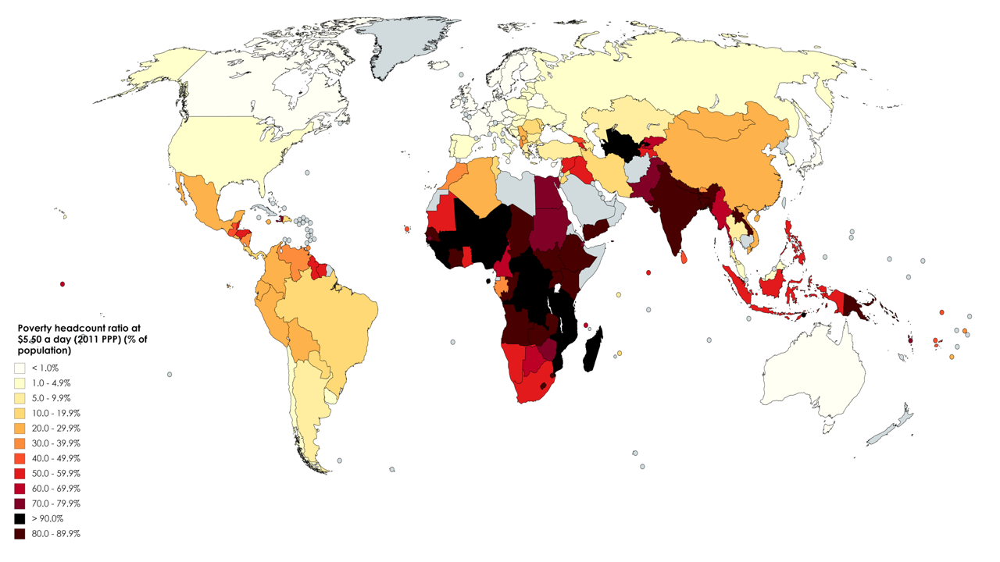 Poverty headcount ratio at
$5.50 a day (2011 PPP) (% of
population)
< 1.0%
1.0 - 4.9%
5.0 - 9.9%
10.0 - 19.9%
20.0 - 29.9%
30.0 - 39.9%
40.0 - 49.9%
50.0 - 59.9%
60.0 - 69.9%
70.0 - 79.9%
> 90.0%
80.0 - 89.9%